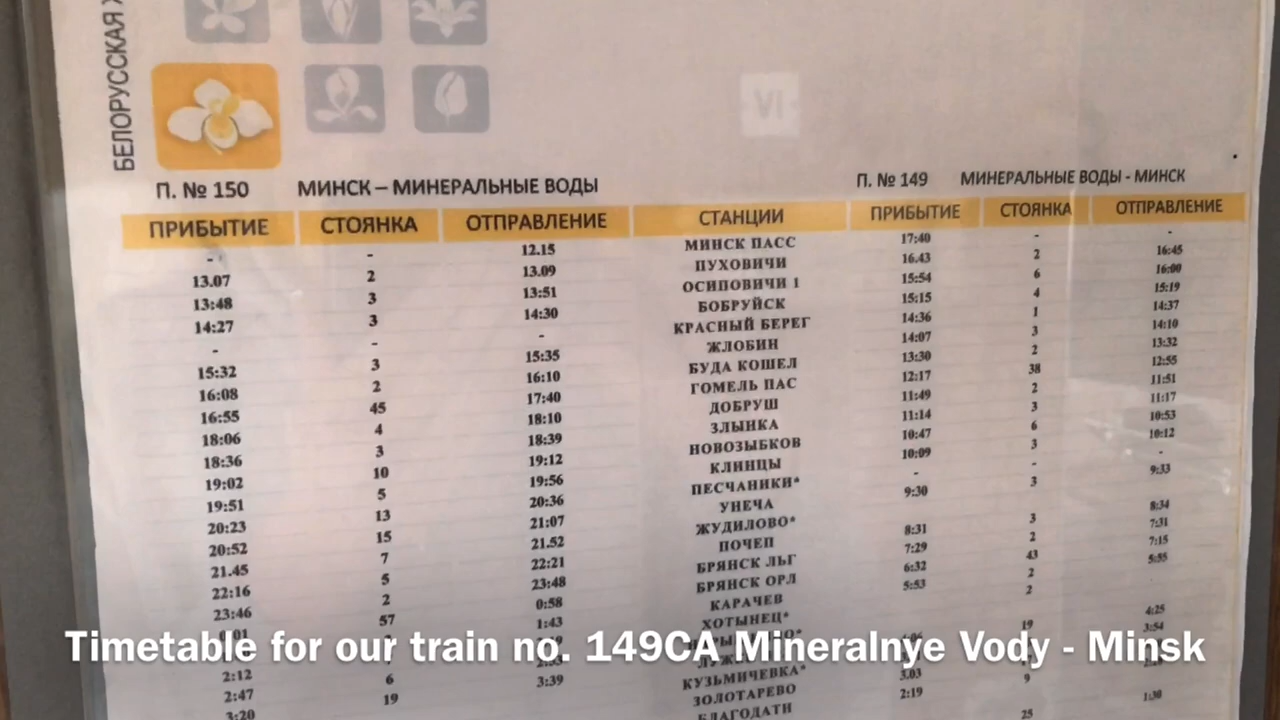 БЕЛОРУССКАЯ
VI
П. № 150 МИНСК – МИНЕРАЛЬНЫЕ ВОДЫ П. № 149 МИНЕРАЛЬНЫЕ ВОДЫ - МИНСК
ПРИБЫТИЕ СТОЯНКА ОТПРАВЛЕНИЕ СТАНЦИИ ПРИБЫТИЕ СТОЯНКА ОТПРАВЛЕНИЕ
- - 12.15 МИНСК ПАСС 17:40 - -
13.07 2 13.09 ПУХОВИЧИ 16.43 2 16:45
13:48 3 13:51 ОСИПОВИЧИ 1 15:54 6 16:00
14:27 3 14:30 БОБРУЙСК 15:15 4 15:19
- - - КРАСНЫЙ БЕРЕГ 14:36 1 14:37
15:32 3 15:35 ЖЛОБИН 14:07 3 14:10
16:08 2 16:10 БУДА КОШЕЛ 13:30 2 13:32
16:55 45 17:40 ГОМЕЛЬ ПАС 12:17 38 12:55
18:06 4 18:10 ДОБРУШ 11:49 2 11:51
18:36 3 18:39 ЗЛЫНКА 11:14 3 11:17
19:02 10 19:12 НОВОЗЫБКОВ 10:47 6 10:53
19:51 5 19:56 КЛИНЦЫ 10:09 3 10:12
20:23 13 20:36 ПЕСЧАНИКИ* - - -
20:52 15 21:07 УНЕЧА 9:30 3 9:33
21.45 7 21.52 ЖУДИЛОВО*
22:16 5 22:21 ПОЧЕП 8:31 3 8:34
23:46 2 23:48 БРЯНСК ЛЬГ 7:29 2 7:31
57 0:58 БРЯНСК ОРЛ 6:32 43 7:15
1:43 КАРАЧЕВ 5:53 2 5:55
ХОТЫНЕЦ* 2
2:12 19 4:25
2:47 6 3:54
3:20 19 3:39 КУЗЬМИЧЕВКА* 3.03
ЗОЛОТАРЕВО 2:19 9
БЛАГОДАТИ 25 1:30
Timetable for our train no. 149CA Mineralnye Vody - Minsk